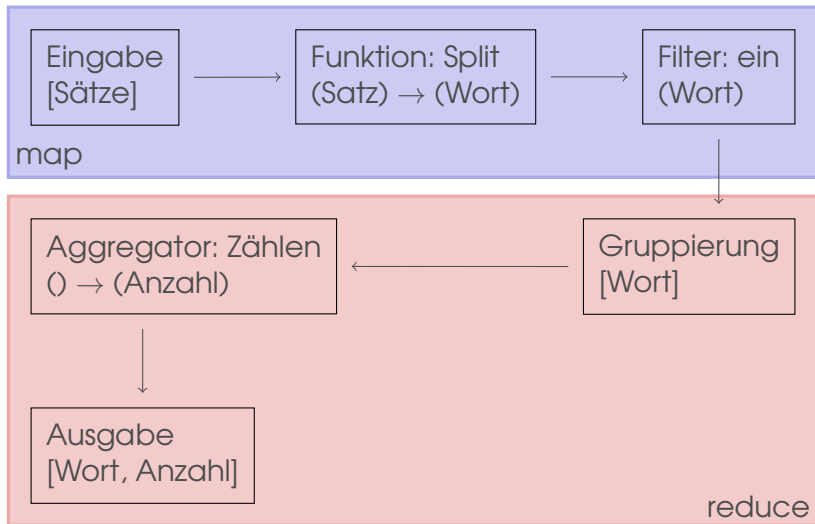 Eingabe
[Sätze]
Funktion: Split
(Satz) → (Wort)
Filter: ein
(Wort)
map
Gruppierung
[Wort]
Aggregator: Zählen
() → (Anzahl)
Ausgabe
[Wort, Anzahl]
reduce